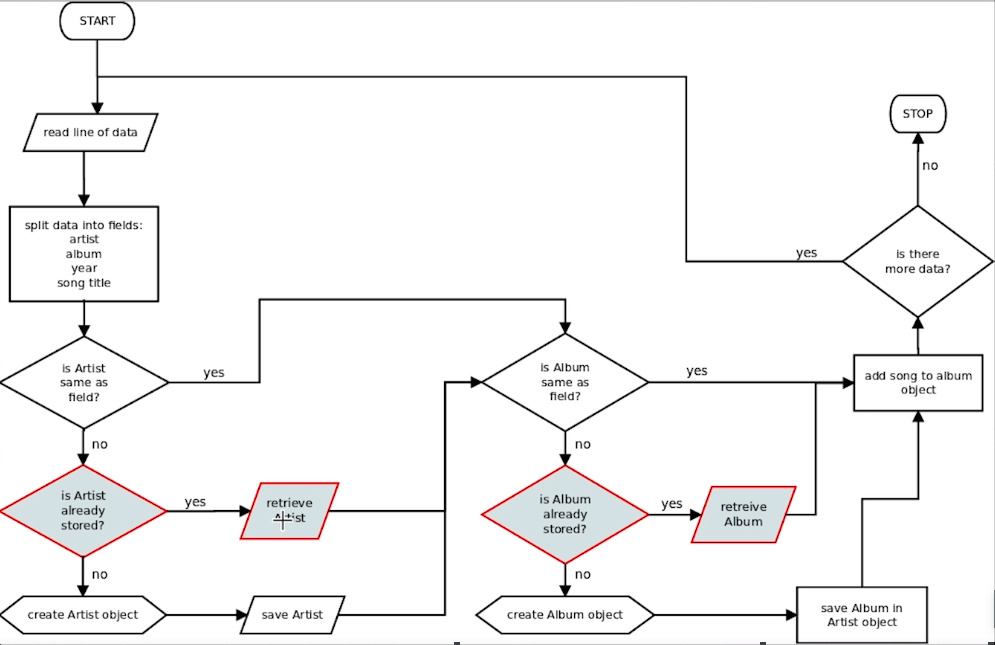 START
read line of data
split data into fields:
artist
album
year
song title
is Artist
same as
field?
yes
no
is Artist
already
stored?
yes
retrieve
no
create Artist object
save Artist
is Album
same as
field?
yes
no
is Album
already
stored?
yes
retreive
Album
no
create Album object
save Album in
Artist object
add song to album
object
is there
more data?
yes
no
STOP